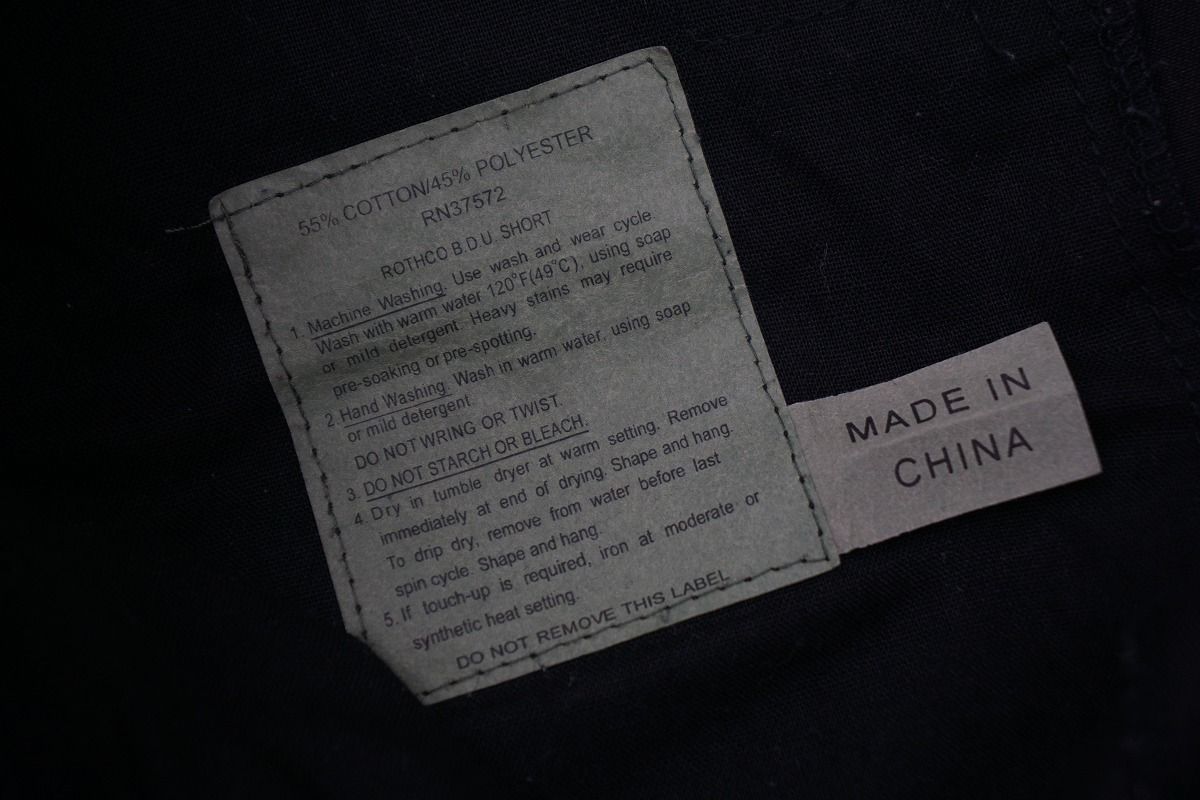 55% COTTON/45% POLYESTER
RN37572
ROTHCO B.D.U. SHORT
1. Machine Washing. Use wash and wear cycle
Wash with warm water 120°F(49°C), using soap
or mild detergent. Heavy stains may require
pre-soaking or pre-spotting.
2. Hand Washing. Wash in warm water, using soap
or mild detergent.
DO NOT WRING OR TWIST.
3. DO NOT STARCH OR BLEACH.
4. Dry in tumble dryer at warm setting. Remove
immediately at end of drying. Shape and hang.
To drip dry, remove from water before last
spin cycle. Shape and hang.
5. If touch-up is required, iron at moderate or
synthetic heat setting.
DO NOT REMOVE THIS LABEL
MADE IN
CHINA